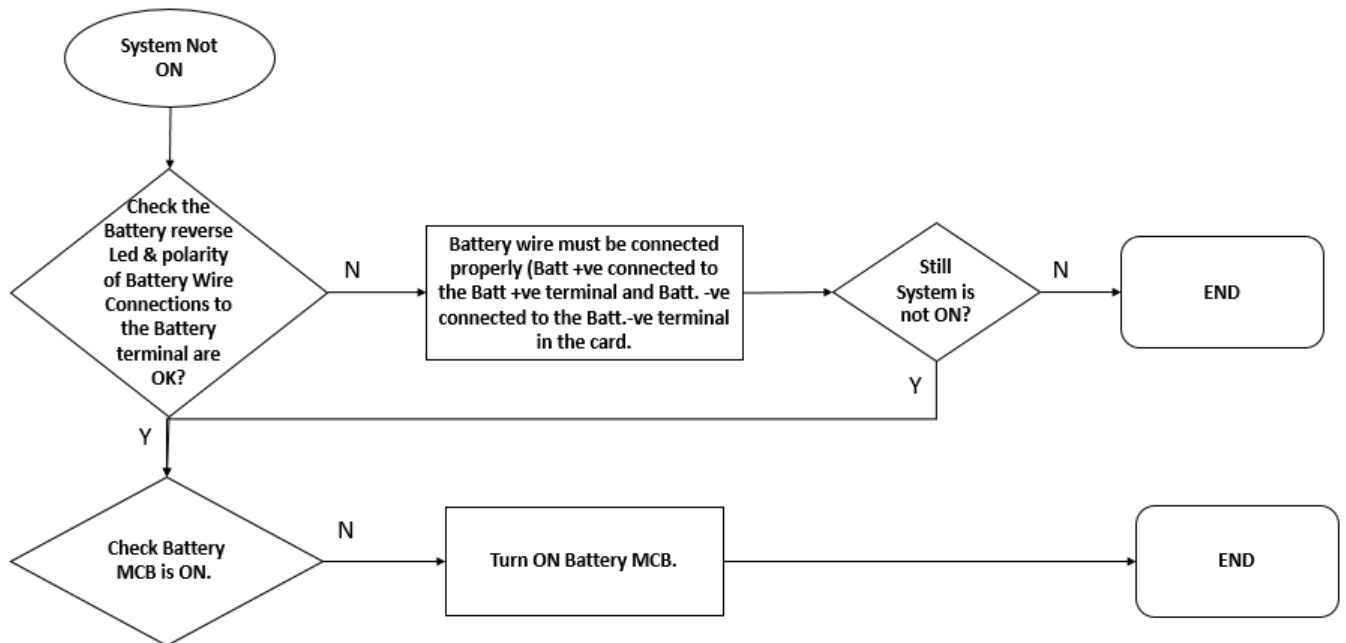 System Not
ON
Check the
Battery reverse
Led & polarity
of Battery Wire
Connections to
the Battery
terminal are
OK?
N
Battery wire must be connected
properly (Batt +ve connected to
the Batt +ve terminal and Batt. -ve
connected to the Batt.-ve terminal
in the card.
Still
System is
not ON?
N
END
Y
Y
Check Battery
MCB is ON.
N
Turn ON Battery MCB.
END